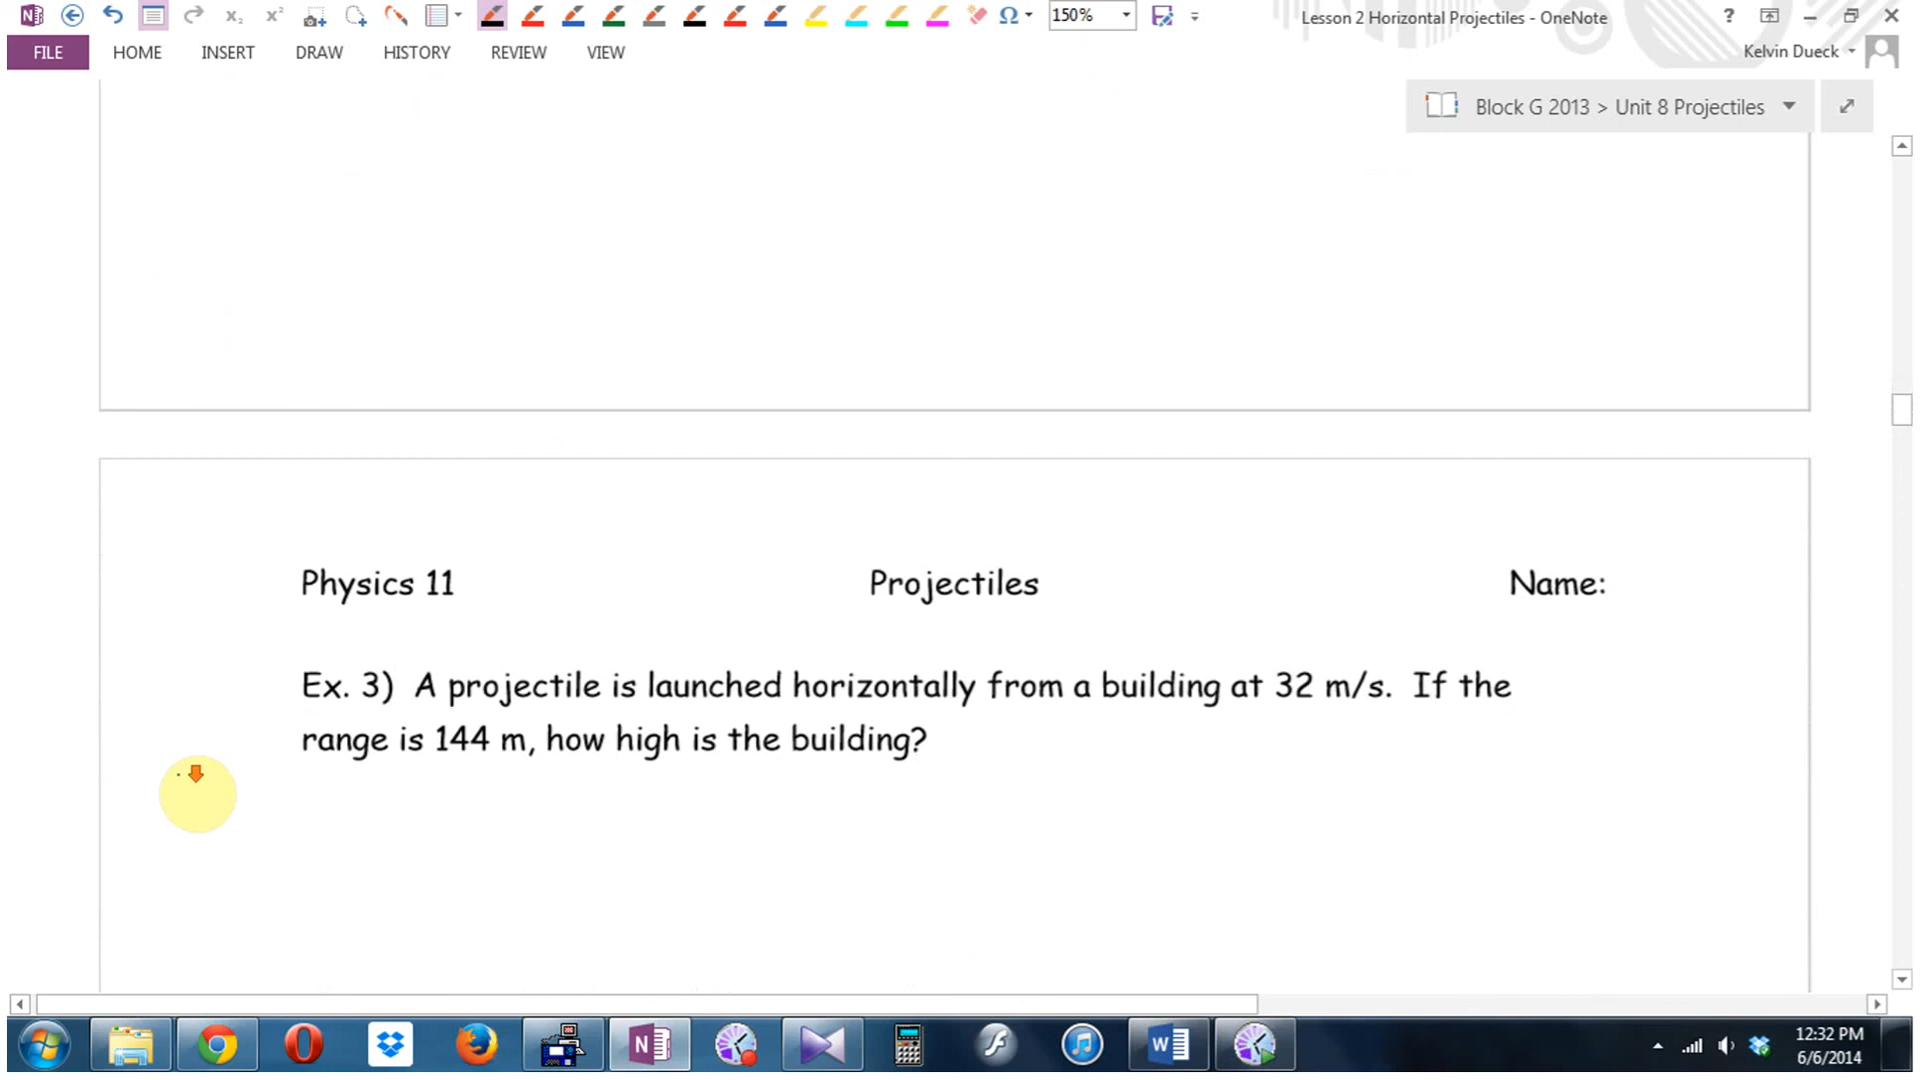 150%
Lesson 2 Horizontal Projectiles - OneNote
?
FILE HOME INSERT DRAW HISTORY REVIEW VIEW
Kelvin Dueck
Block G 2013 > Unit 8 Projectiles
Physics 11 Projectiles Name:
Ex. 3) A projectile is launched horizontally from a building at 32 m/s. If the
range is 144 m, how high is the building?
12:32 PM
6/6/2014